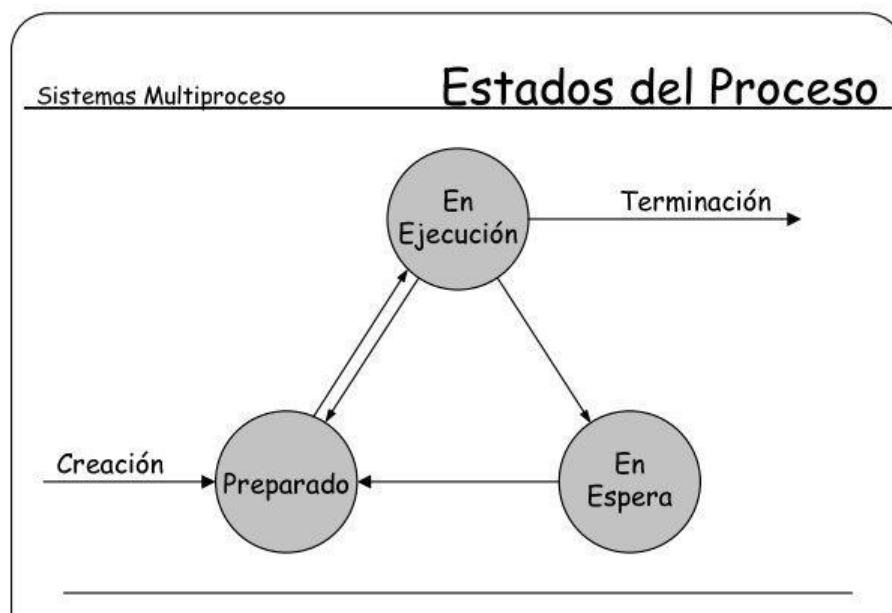 Sistemas Multiproceso
Estados del Proceso
En
Ejecución
Terminación
Creación
Preparado
En
Espera